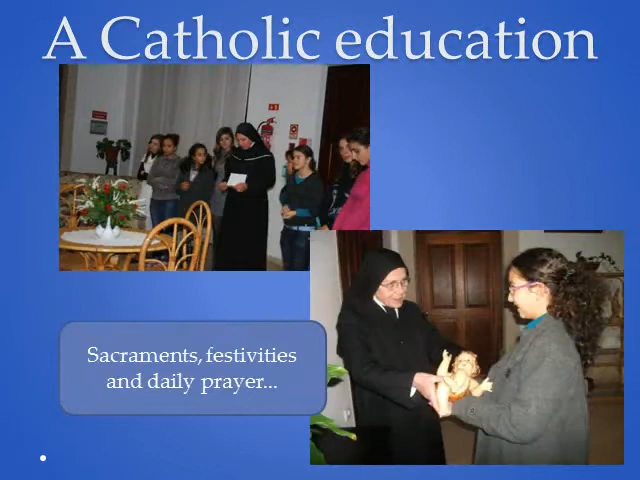 A Catholic education
Sacraments, festivities
and daily prayer...